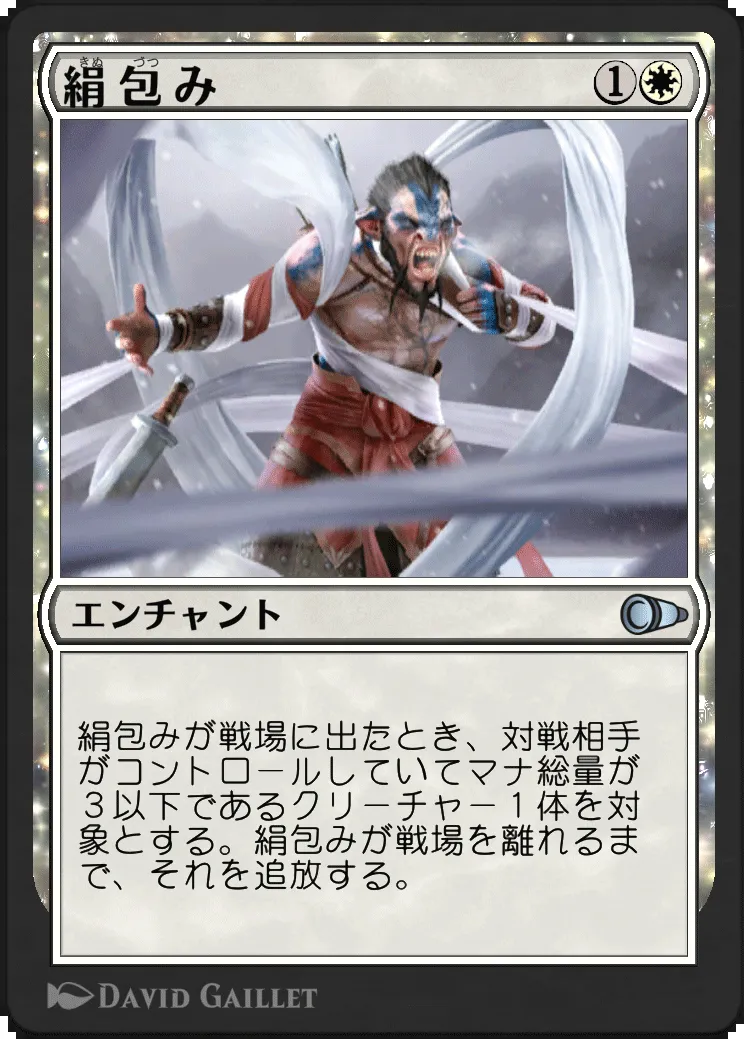 絹包み
きぬ づつ
1
エンチャント
絹包みが戦場に出たとき、対戦相手
がコントロールしていてマナ総量が
３以下であるクリーチャー１体を対
象とする。絹包みが戦場を離れるま
で、それを追放する。
DAVID GAILLET